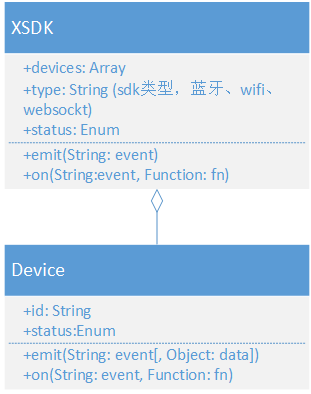 XSDK
+devices: Array
+type: String (sdk类型，蓝牙、wifi、
websockt)
+status: Enum
+emit(String: event)
+on(String:event, Function: fn)
Device
+id: String
+status:Enum
+emit(String: event[, Object: data])
+on(String: event, Function: fn)